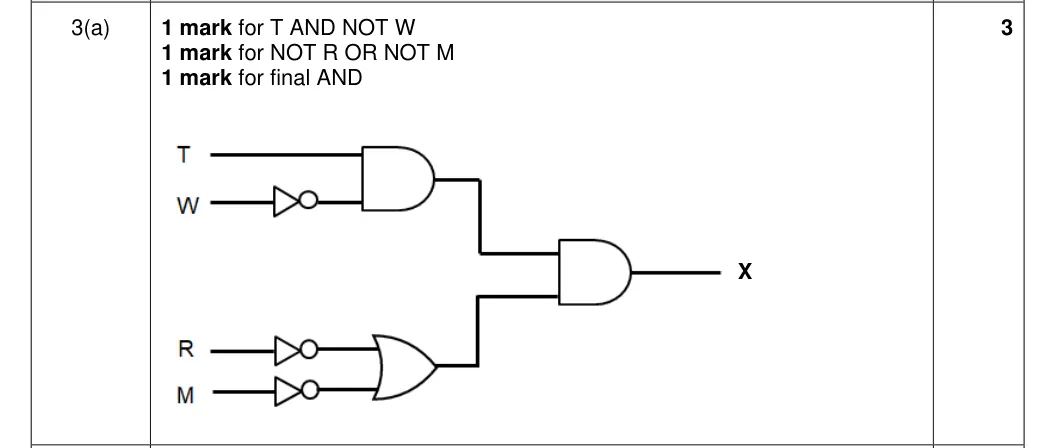 3(a)
1 mark for T AND NOT W
3
1 mark for NOT R OR NOT M
1 mark for final AND
T
W
X
R
M